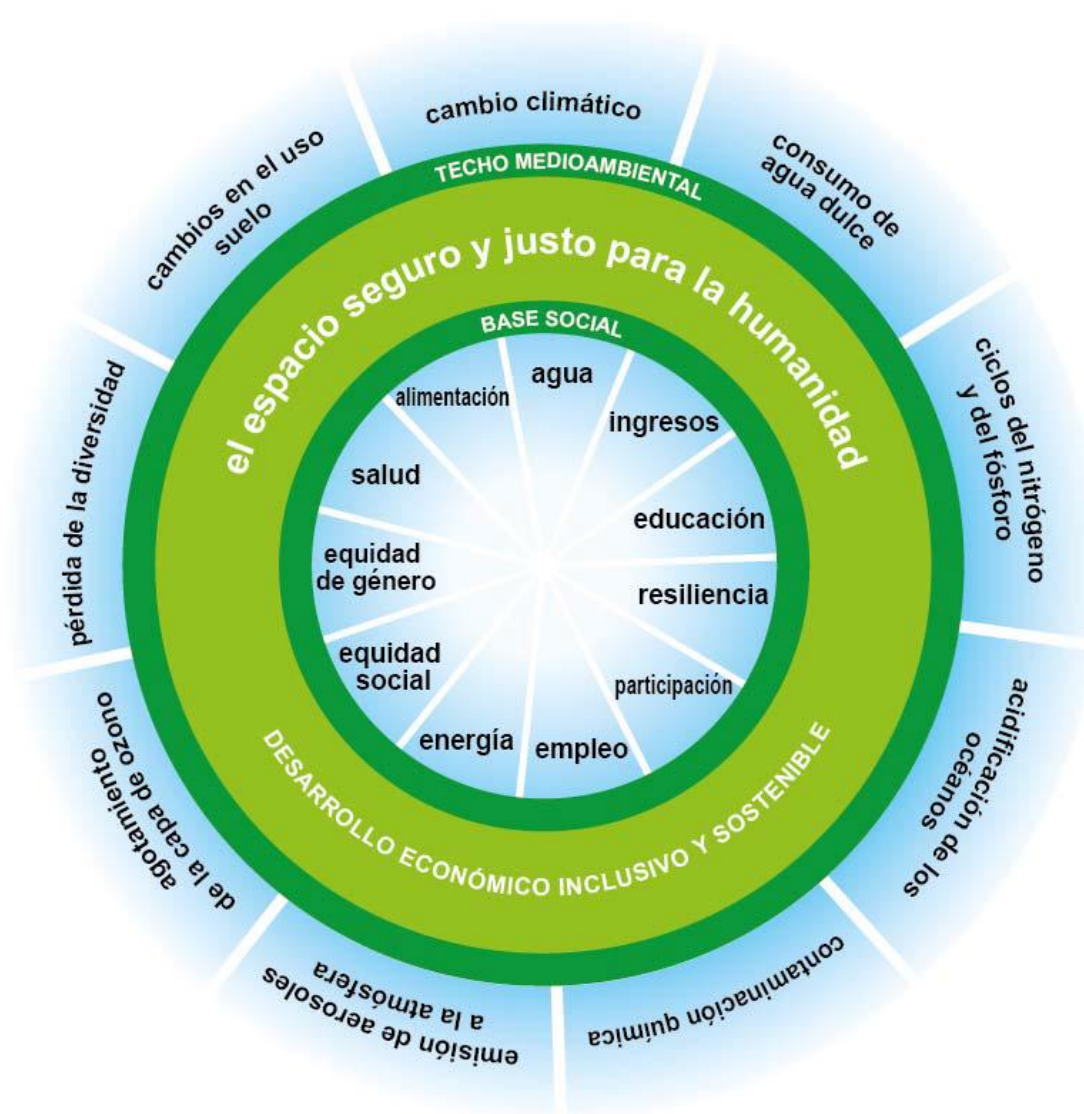 cambio climático
consumo de
agua dulce
ciclos del nitrógeno
y del fósforo
acidificación de los
océanos
contaminación química
emisión de aerosoles
a la atmósfera
agotamiento
de la capa de ozono
pérdida de la diversidad
cambios en el uso
suelo
TECHO MEDIOAMBIENTAL
el espacio seguro y justo para la humanidad
BASE SOCIAL
agua
ingresos
educación
resiliencia
participación
empleo
energía
equidad
social
equidad
de género
salud
alimentación
DESARROLLO ECONÓMICO INCLUSIVO Y SOSTENIBLE